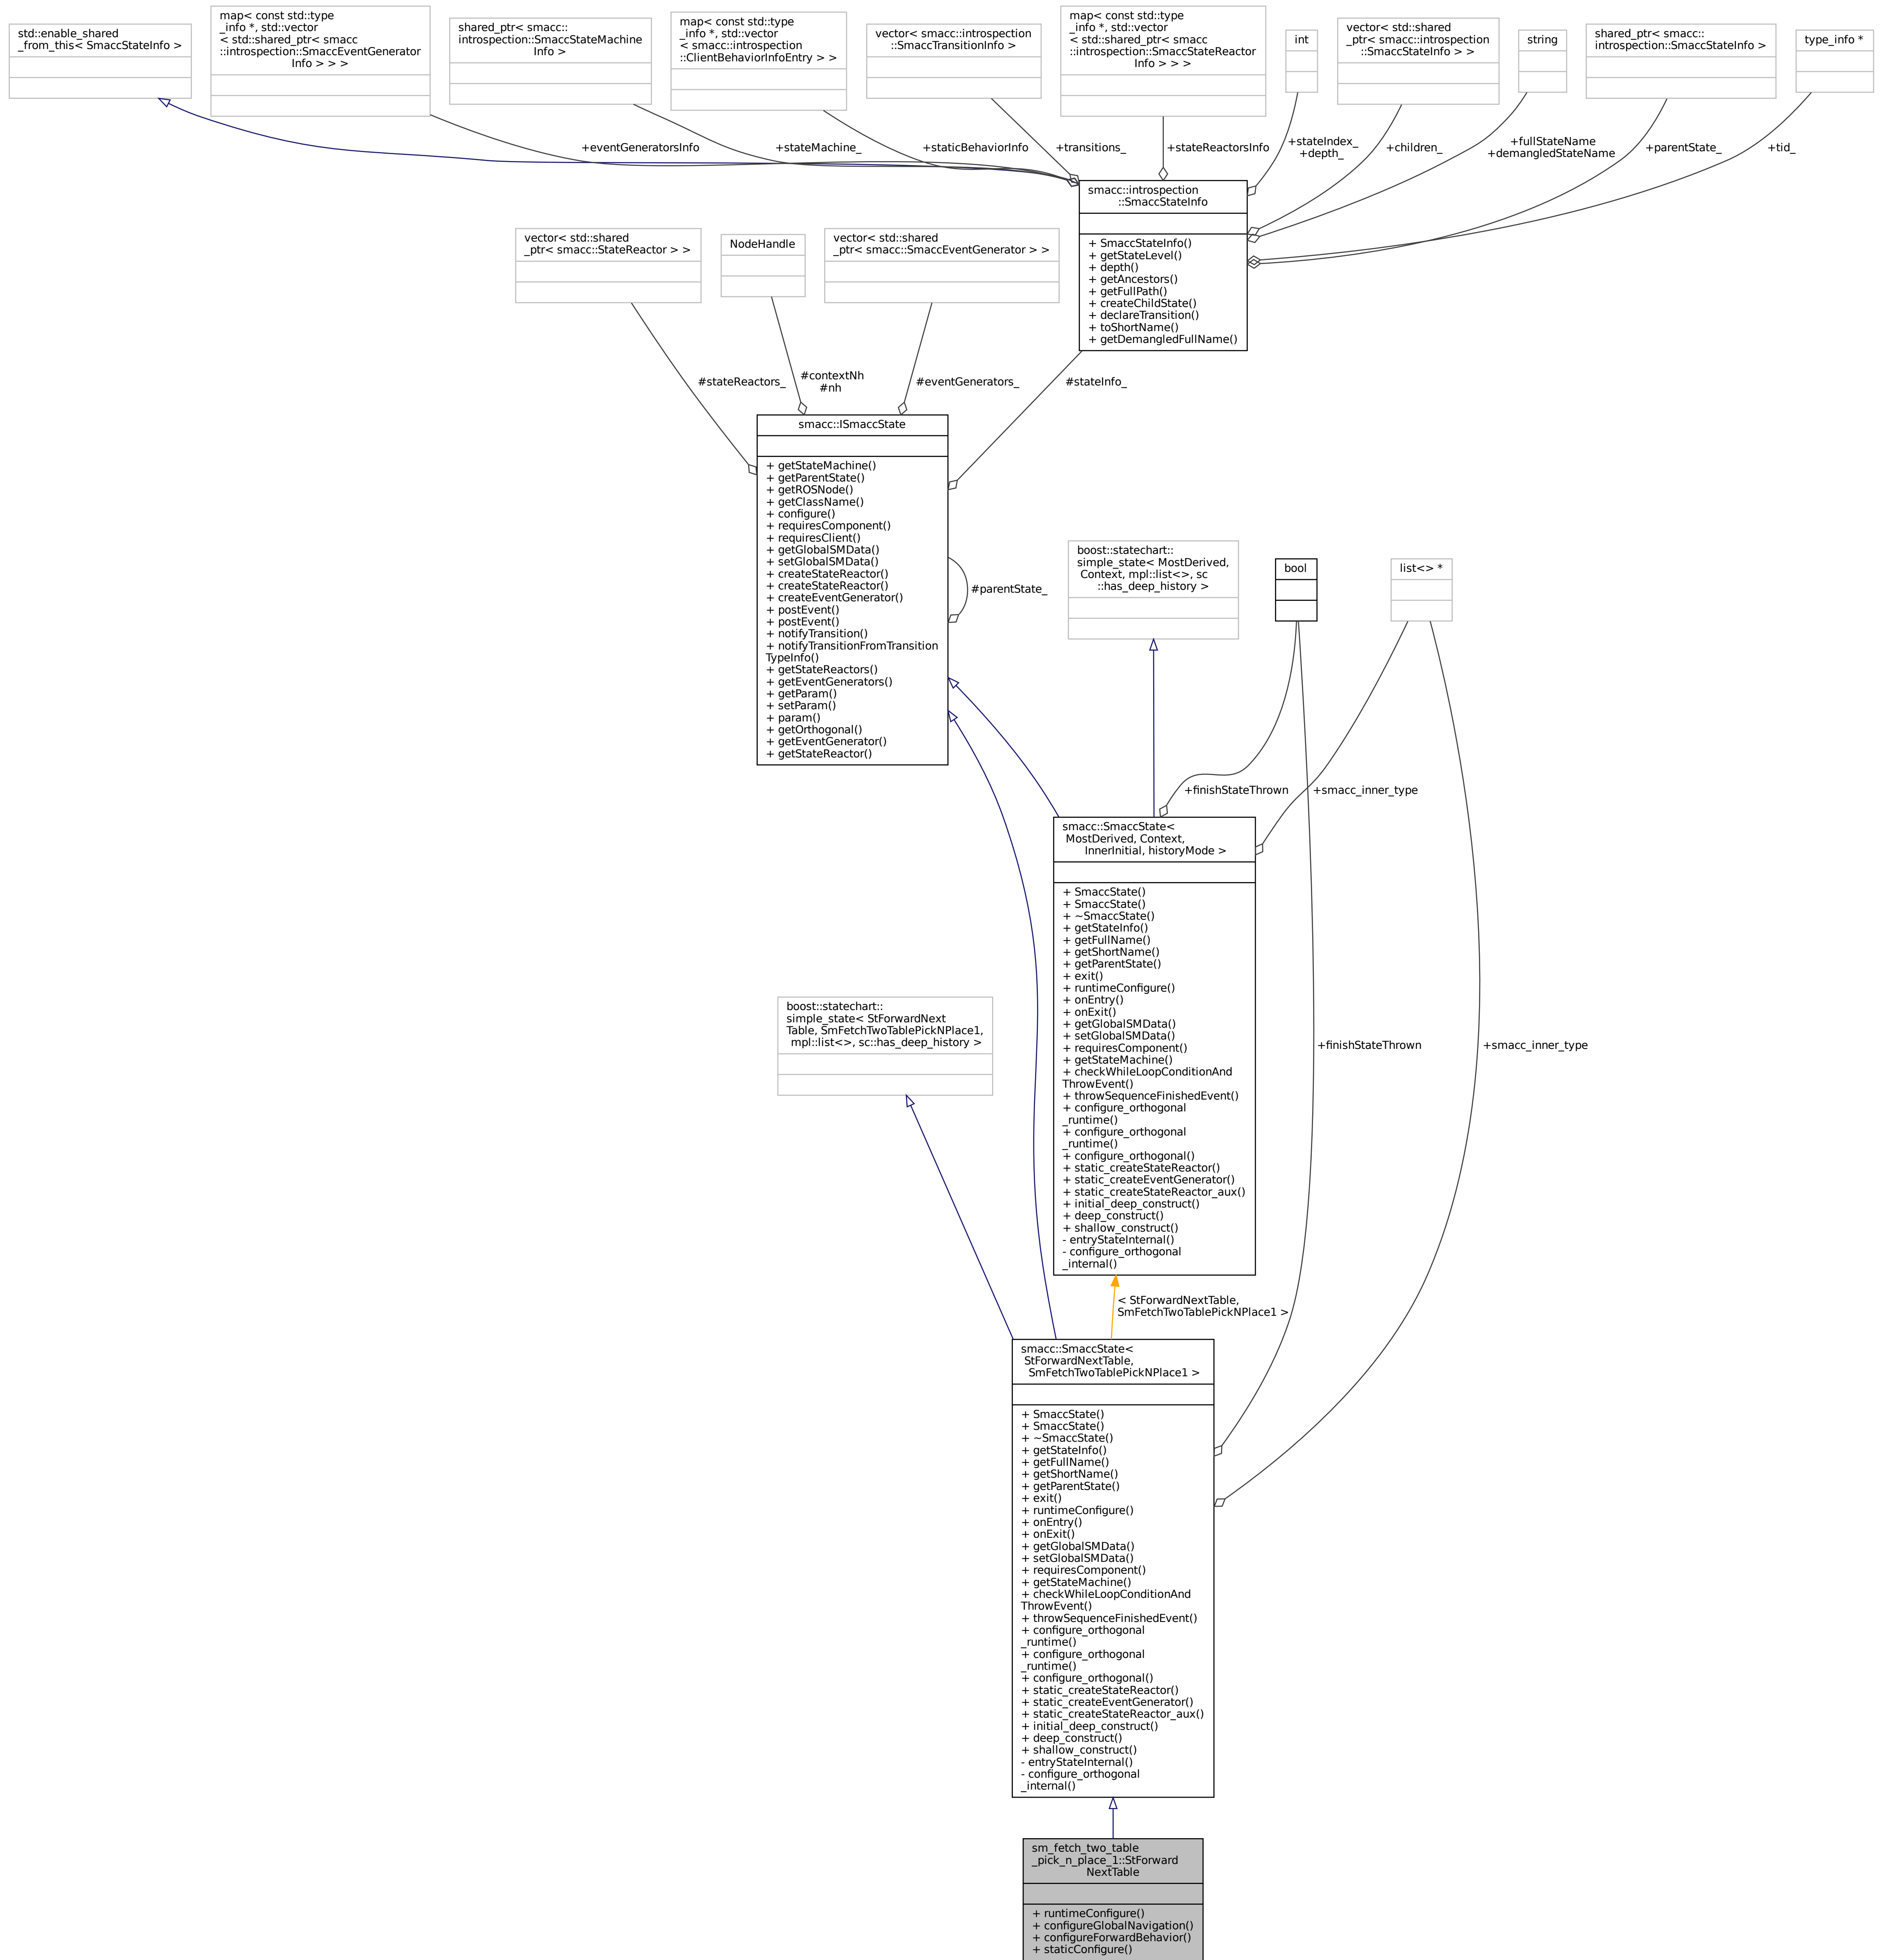 std::enable_shared
_from_this< SmaccStateInfo >
map< const std::type
_info *, std::vector
< std::shared_ptr< smacc
::introspection::SmaccEventGenerator
Info > > >
shared_ptr< smacc::
introspection::SmaccStateMachine
Info >
map< const std::type
_info *, std::vector
< smacc::introspection
::ClientBehaviorInfoEntry > >
vector< smacc::introspection
::SmaccTransitionInfo >
map< const std::type
_info *, std::vector
< std::shared_ptr< smacc
::introspection::SmaccStateReactor
Info > > >
int
vector< std::shared
_ptr< smacc::introspection
::SmaccStateInfo > >
string
shared_ptr< smacc::
introspection::SmaccStateInfo >
type_info *
+eventGeneratorsInfo
+stateMachine_
+staticBehaviorInfo
+transitions_
+stateReactorsInfo
+stateIndex_
+depth_
+children_
+fullStateName
+demangledStateName
+parentState_
+tid_
smacc::introspection
::SmaccStateInfo
+ SmaccStateInfo()
+ getStateLevel()
+ depth()
+ getAncestors()
+ getFullPath()
+ createChildState()
+ declareTransition()
+ toShortName()
+ getDemangledFullName()
vector< std::shared
_ptr< smacc::StateReactor > >
NodeHandle
vector< std::shared
_ptr< smacc::SmaccEventGenerator > >
#stateReactors_
#contextNh
#nh
#eventGenerators_
#stateInfo_
smacc::ISmaccState
+ getStateMachine()
+ getParentState()
+ getROSNode()
+ getClassName()
+ configure()
+ requiresComponent()
+ requiresClient()
+ getGlobalSMData()
+ setGlobalSMData()
+ createStateReactor()
+ createStateReactor()
+ createEventGenerator()
+ postEvent()
+ postEvent()
+ notifyTransition()
+ notifyTransitionFromTransition
TypeInfo()
+ getStateReactors()
+ getEventGenerators()
+ getParam()
+ setParam()
+ param()
+ getOrthogonal()
+ getEventGenerator()
+ getStateReactor()
#parentState_
boost::statechart::
simple_state< MostDerived,
Context, mpl::list<>, sc
::has_deep_history >
bool
list<> *
+finishStateThrown
+smacc_inner_type
smacc::SmaccState<
MostDerived, Context,
InnerInitial, historyMode >
+ SmaccState()
+ SmaccState()
+ ~SmaccState()
+ getStateInfo()
+ getFullName()
+ getShortName()
+ getParentState()
+ exit()
+ runtimeConfigure()
+ onEntry()
+ onExit()
+ getGlobalSMData()
+ setGlobalSMData()
+ requiresComponent()
+ getStateMachine()
+ checkWhileLoopConditionAnd
ThrowEvent()
+ throwSequenceFinishedEvent()
+ configure_orthogonal
_runtime()
+ configure_orthogonal
_runtime()
+ configure_orthogonal()
+ static_createStateReactor()
+ static_createEventGenerator()
+ static_createStateReactor_aux()
+ initial_deep_construct()
+ deep_construct()
+ shallow_construct()
- entryStateInternal()
- configure_orthogonal
_internal()
boost::statechart::
simple_state< StForwardNext
Table, SmFetchTwoTablePickNPlace1,
mpl::list<>, sc::has_deep_history >
+finishStateThrown
+smacc_inner_type
< StForwardNextTable,
SmFetchTwoTablePickNPlace1 >
smacc::SmaccState<
StForwardNextTable,
SmFetchTwoTablePickNPlace1 >
+ SmaccState()
+ SmaccState()
+ ~SmaccState()
+ getStateInfo()
+ getFullName()
+ getShortName()
+ getParentState()
+ exit()
+ runtimeConfigure()
+ onEntry()
+ onExit()
+ getGlobalSMData()
+ setGlobalSMData()
+ requiresComponent()
+ getStateMachine()
+ checkWhileLoopConditionAnd
ThrowEvent()
+ throwSequenceFinishedEvent()
+ configure_orthogonal
_runtime()
+ configure_orthogonal
_runtime()
+ configure_orthogonal()
+ static_createStateReactor()
+ static_createEventGenerator()
+ static_createStateReactor_aux()
+ initial_deep_construct()
+ deep_construct()
+ shallow_construct()
- entryStateInternal()
- configure_orthogonal
_internal()
sm_fetch_two_table
_pick_n_place_1::StForward
NextTable
+ runtimeConfigure()
+ configureGlobalNavigation()
+ configureForwardBehavior()
+ staticConfigure()